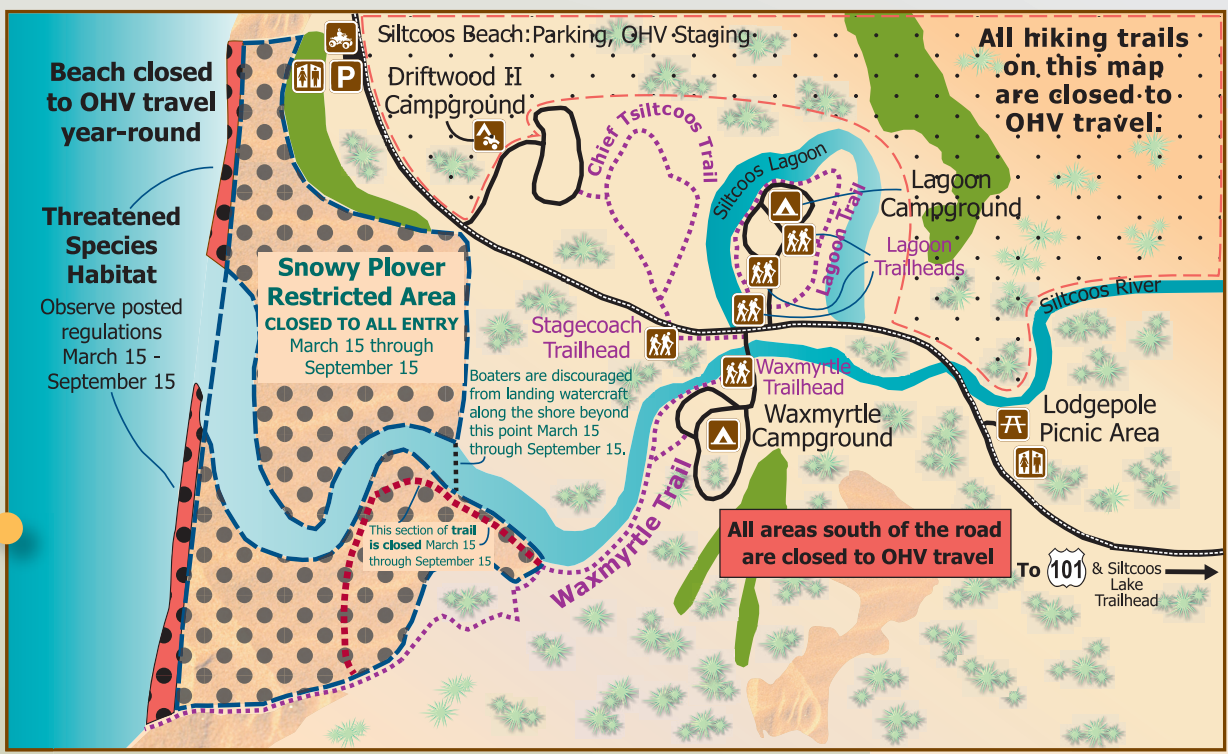 Siltcoos Beach: Parking, OHV Staging
P
Driftwood II
Campground
Beach closed
to OHV travel
year-round
Threatened
Species
Habitat
Observe posted
regulations
March 15 -
September 15
Snowy Plover
Restricted Area
CLOSED TO ALL ENTRY
March 15 through
September 15
Chief Tsiltcoos Trail
Siltcoos Lagoon
Lagoon Trail
Lagoon
Campground
Lagoon
Trailheads
All hiking trails
on this map
are closed to
OHV travel.
Siltcoos River
Stagecoach
Trailhead
Boaters are discouraged
from landing watercraft
along the shore beyond
this point March 15
through September 15.
Waxmyrtle
Trailhead
Waxmyrtle
Campground
Lodgepole
Picnic Area
This section of trail
is closed March 15
through September 15
Waxmyrtle Trail
All areas south of the road
are closed to OHV travel
To 101 & Siltcoos
Lake
Trailhead